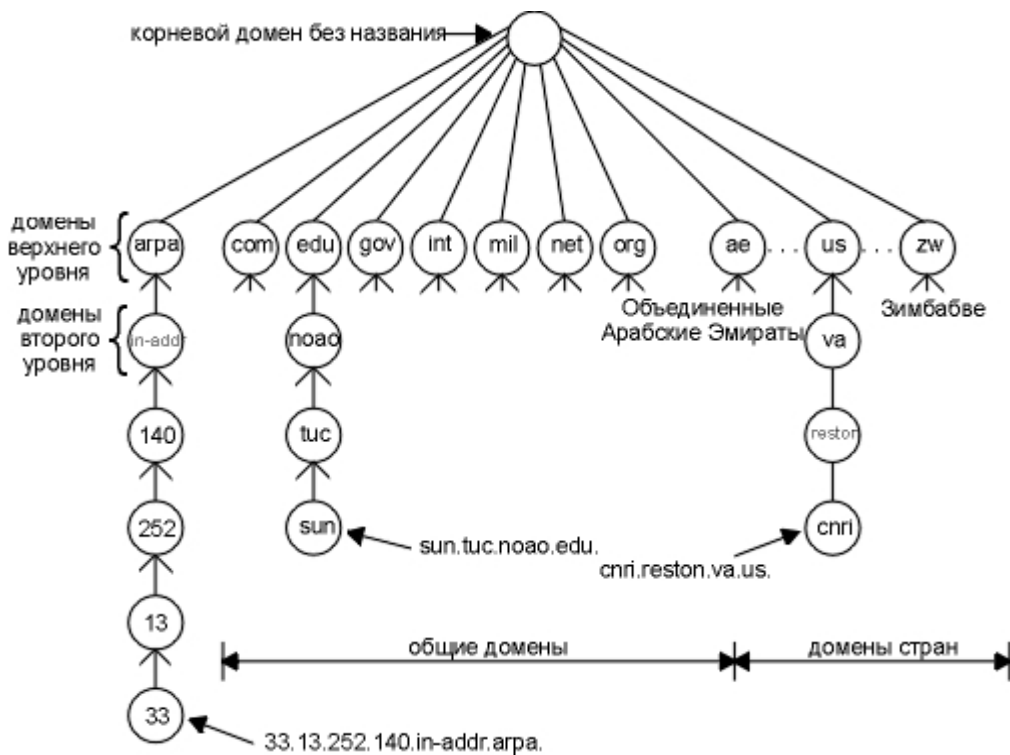 корневой домен без названия
домены
верхнего
уровня
arpa
com
edu
gov
int
mil
net
org
ae
. . .
us
. . .
zw
Объединенные
Арабские Эмираты
Зимбабве
домены
второго
уровня
in-addr
noao
va
140
tuc
reston
252
sun
cnri
sun.tuc.noao.edu.
cnri.reston.va.us.
13
общие домены
домены стран
33
33.13.252.140.in-addr.arpa.